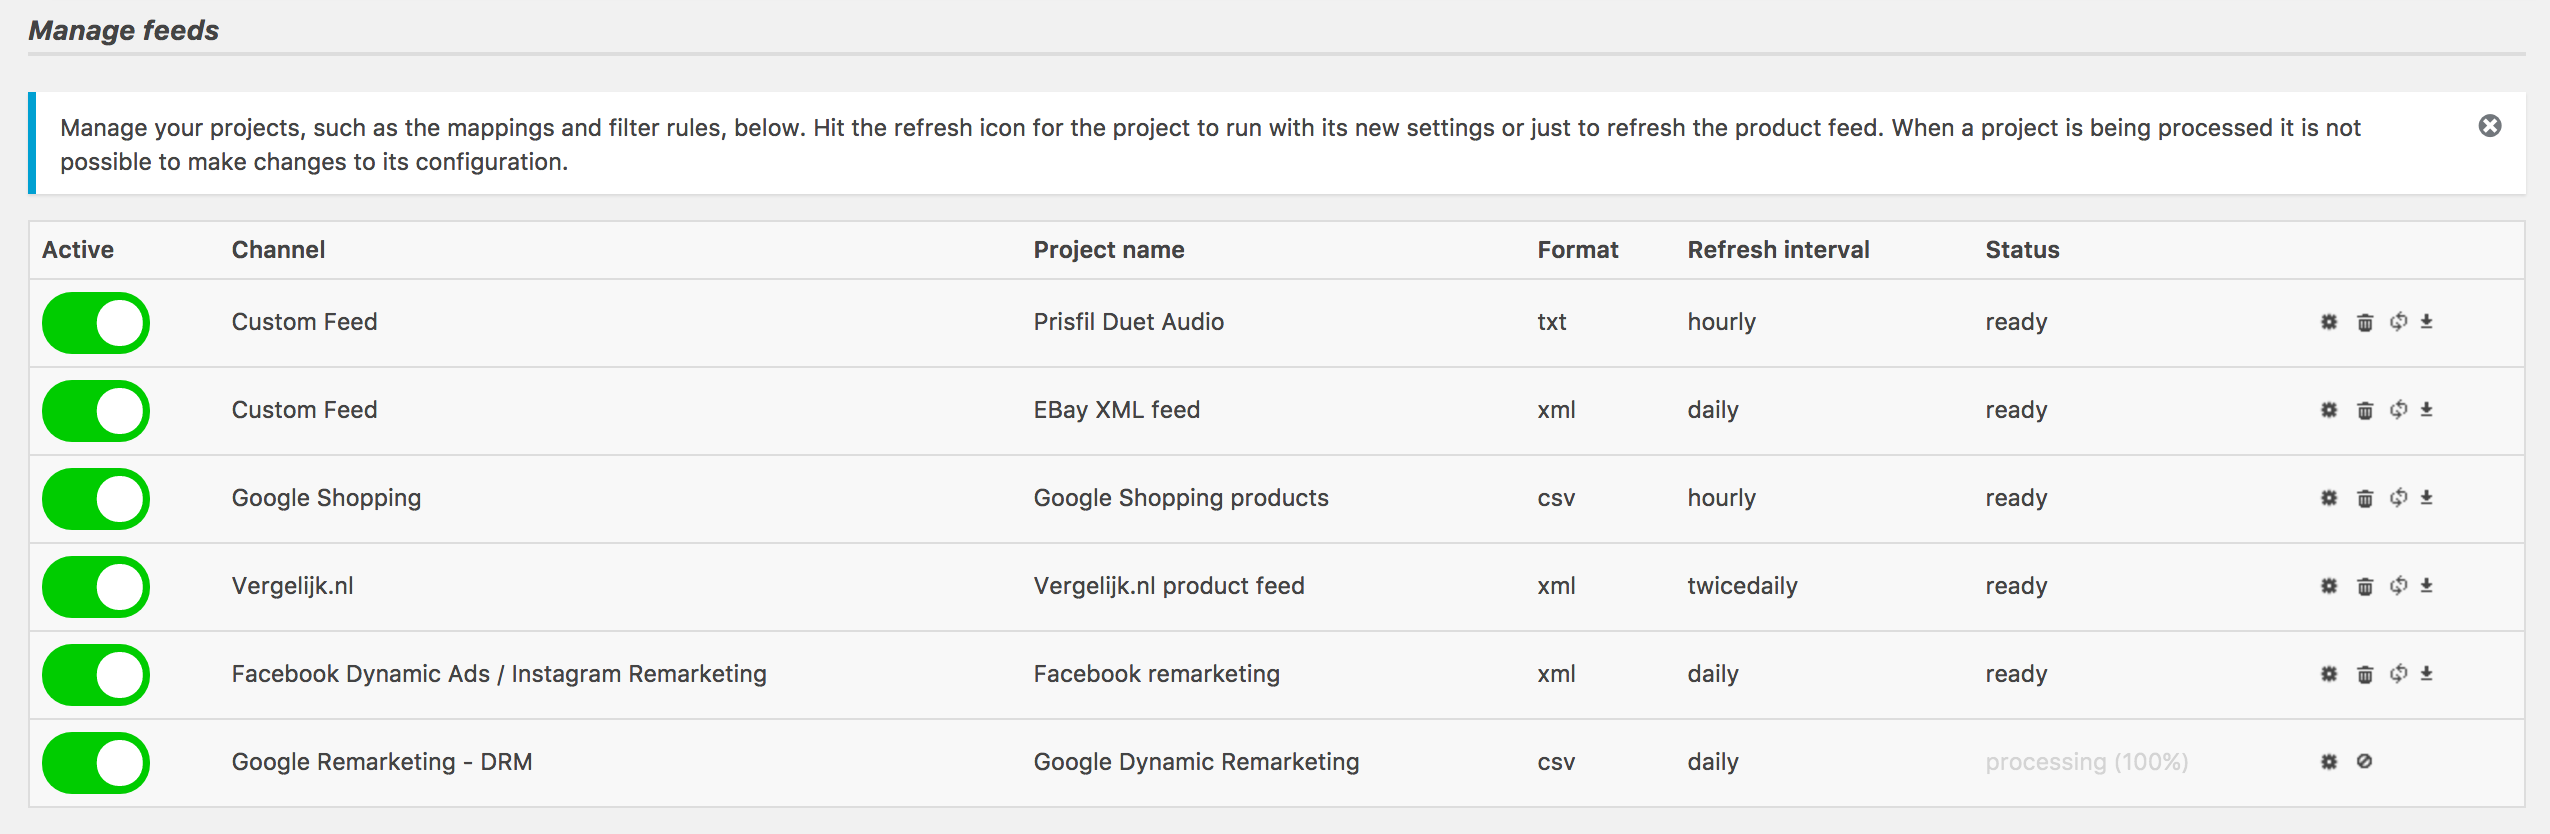 Manage feeds
Manage your projects, such as the mappings and filter rules, below. Hit the refresh icon for the project to run with its new settings or just to refresh the product feed. When a project is being processed it is not
possible to make changes to its configuration.
Active Channel Project name Format Refresh interval Status
Custom Feed Prisfil Duet Audio txt hourly ready
Custom Feed EBay XML feed xml daily ready
Google Shopping Google Shopping products csv hourly ready
Vergelijk.nl Vergelijk.nl product feed xml twicedaily ready
Facebook Dynamic Ads / Instagram Remarketing Facebook remarketing xml daily ready
Google Remarketing - DRM Google Dynamic Remarketing csv daily processing (100%)